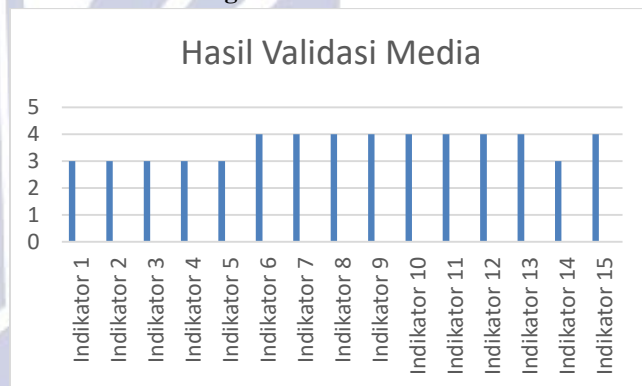 Hasil Validasi Media
5
4
3
2
1
0
Indikator 1
Indikator 2
Indikator 3
Indikator 4
Indikator 5
Indikator 6
Indikator 7
Indikator 8
Indikator 9
Indikator 10
Indikator 11
Indikator 12
Indikator 13
Indikator 14
Indikator 15